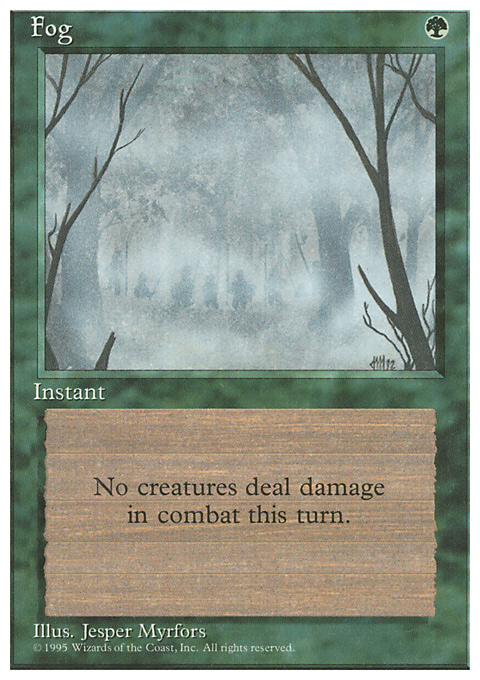 Fog
Instant
No creatures deal damage
in combat this turn.
Illus. Jesper Myrfors
© 1995 Wizards of the Coast, Inc. All rights reserved.